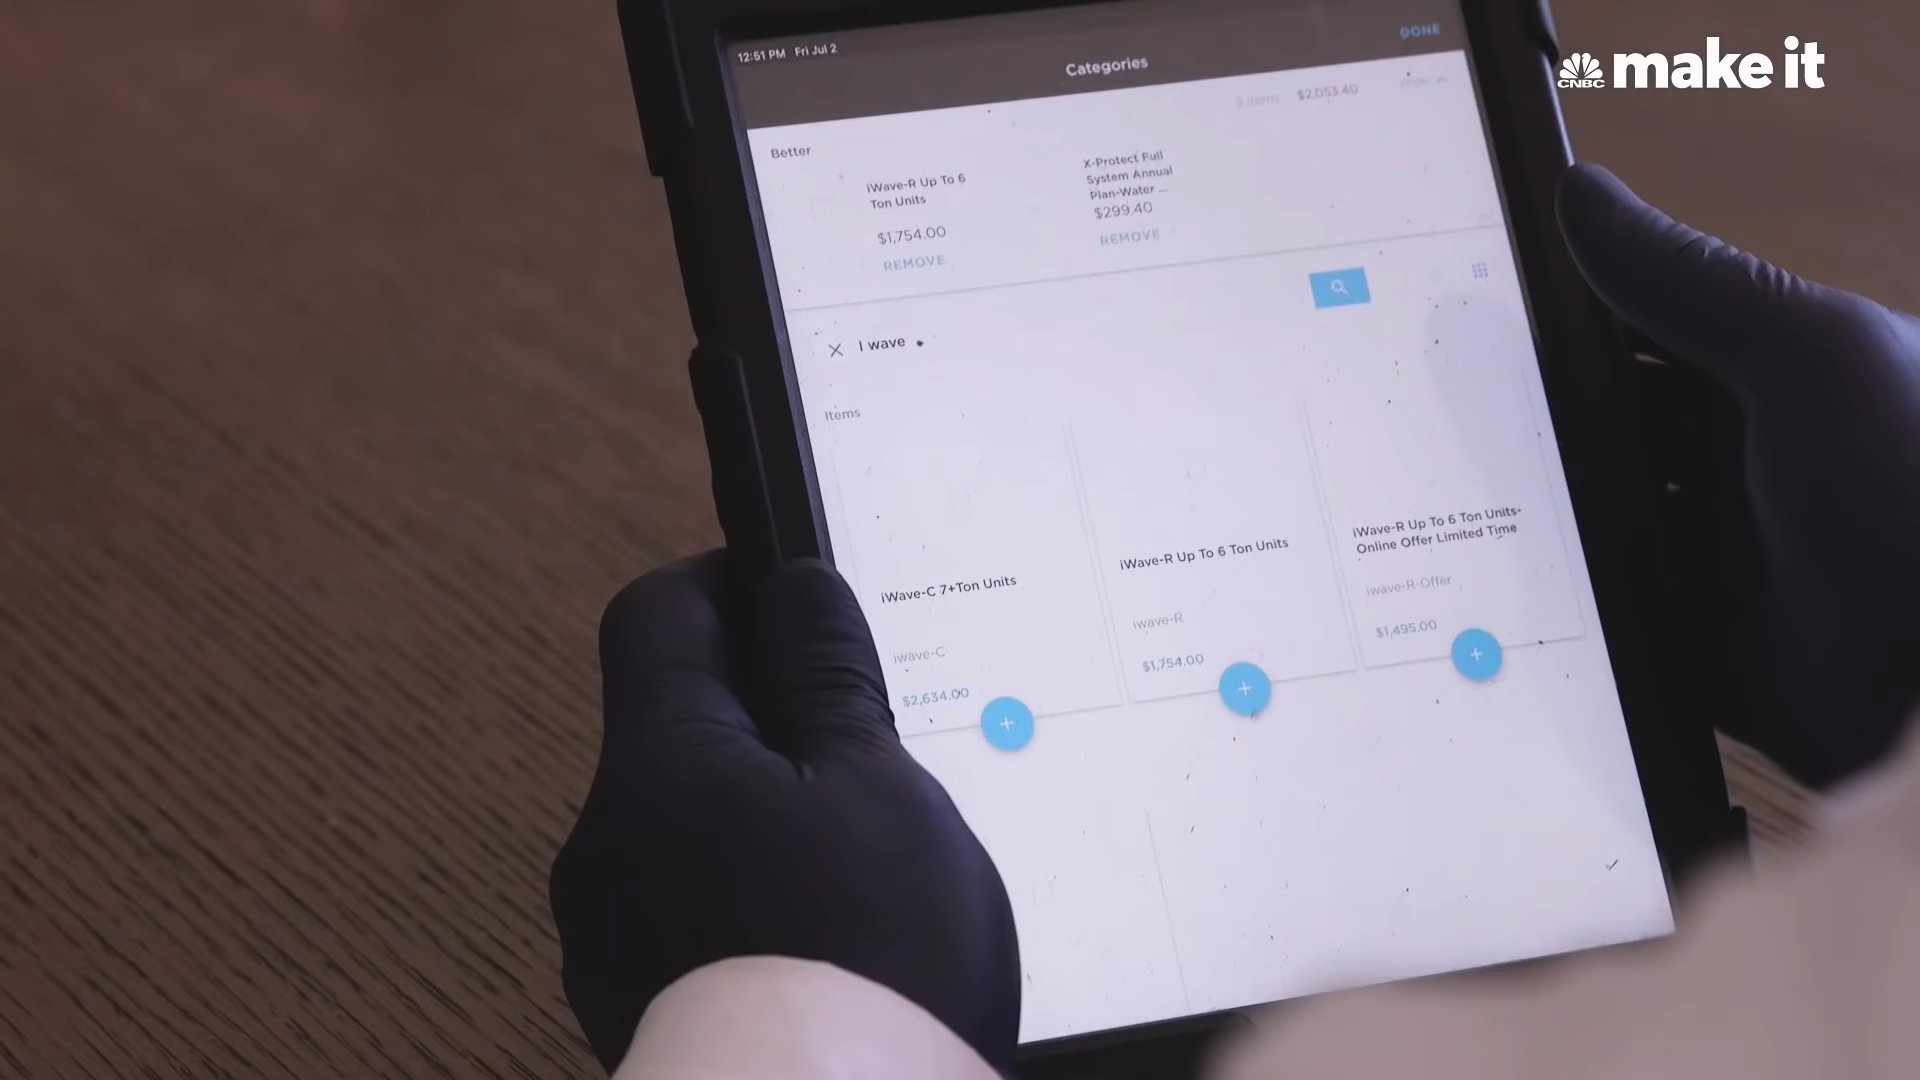 12:51 PM Fri Jul 2
DONE
Categories
2 Items $2,053.40
Better
iWave-R Up To 6
Ton Units
$1,754.00
REMOVE
X-Protect Full
System Annual
Plan-Water ...
$299.40
REMOVE
I wave
Items
iWave-C 7+Ton Units
iwave-C
$2,634.00
+
iWave-R Up To 6 Ton Units
iwave-R
$1,754.00
+
iWave-R Up To 6 Ton Units-
Online Offer Limited Time
iwave-R-Offer
$1,495.00
+
CNBC make it